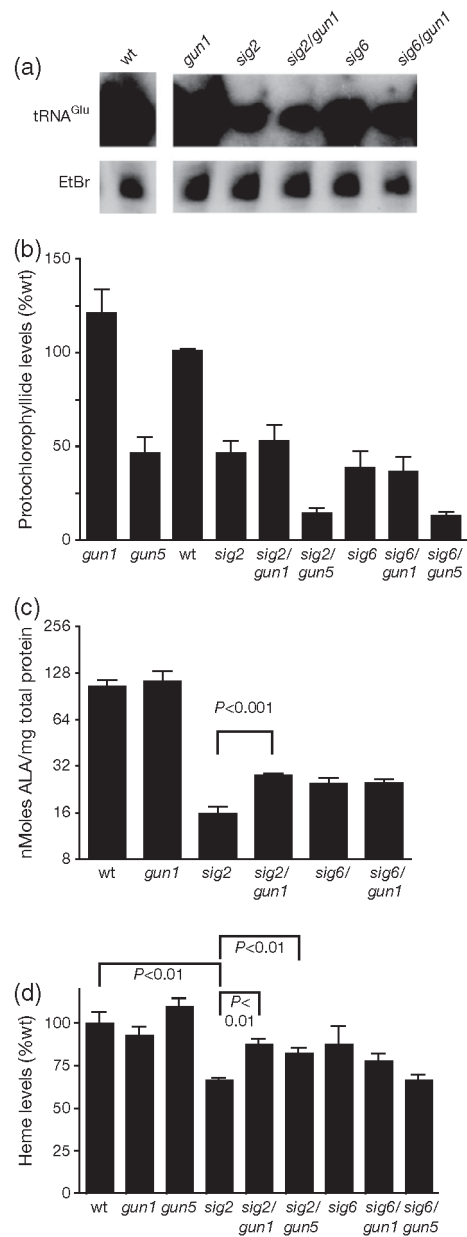 (a)
wt gun1 sig2 sig2/gun1 sig6 sig6/gun1
tRNAGlu
EtBr
(b)
Protochlorophyllide levels (%wt)
150
100
50
0
gun1 gun5 wt sig2 sig2/gun1 sig2/gun5 sig6 sig6/gun1 sig6/gun5
(c)
nMoles ALA/mg total protein
256
128
64
32
16
8
P<0.001
wt gun1 sig2 sig2/gun1 sig6/ sig6/gun1
(d)
Heme levels (%wt)
100
75
50
25
0
P<0.01
P<0.01
P<
0.01
wt gun1 gun5 sig2 sig2/gun1 sig2/gun5 sig6 sig6/gun1 sig6/gun5